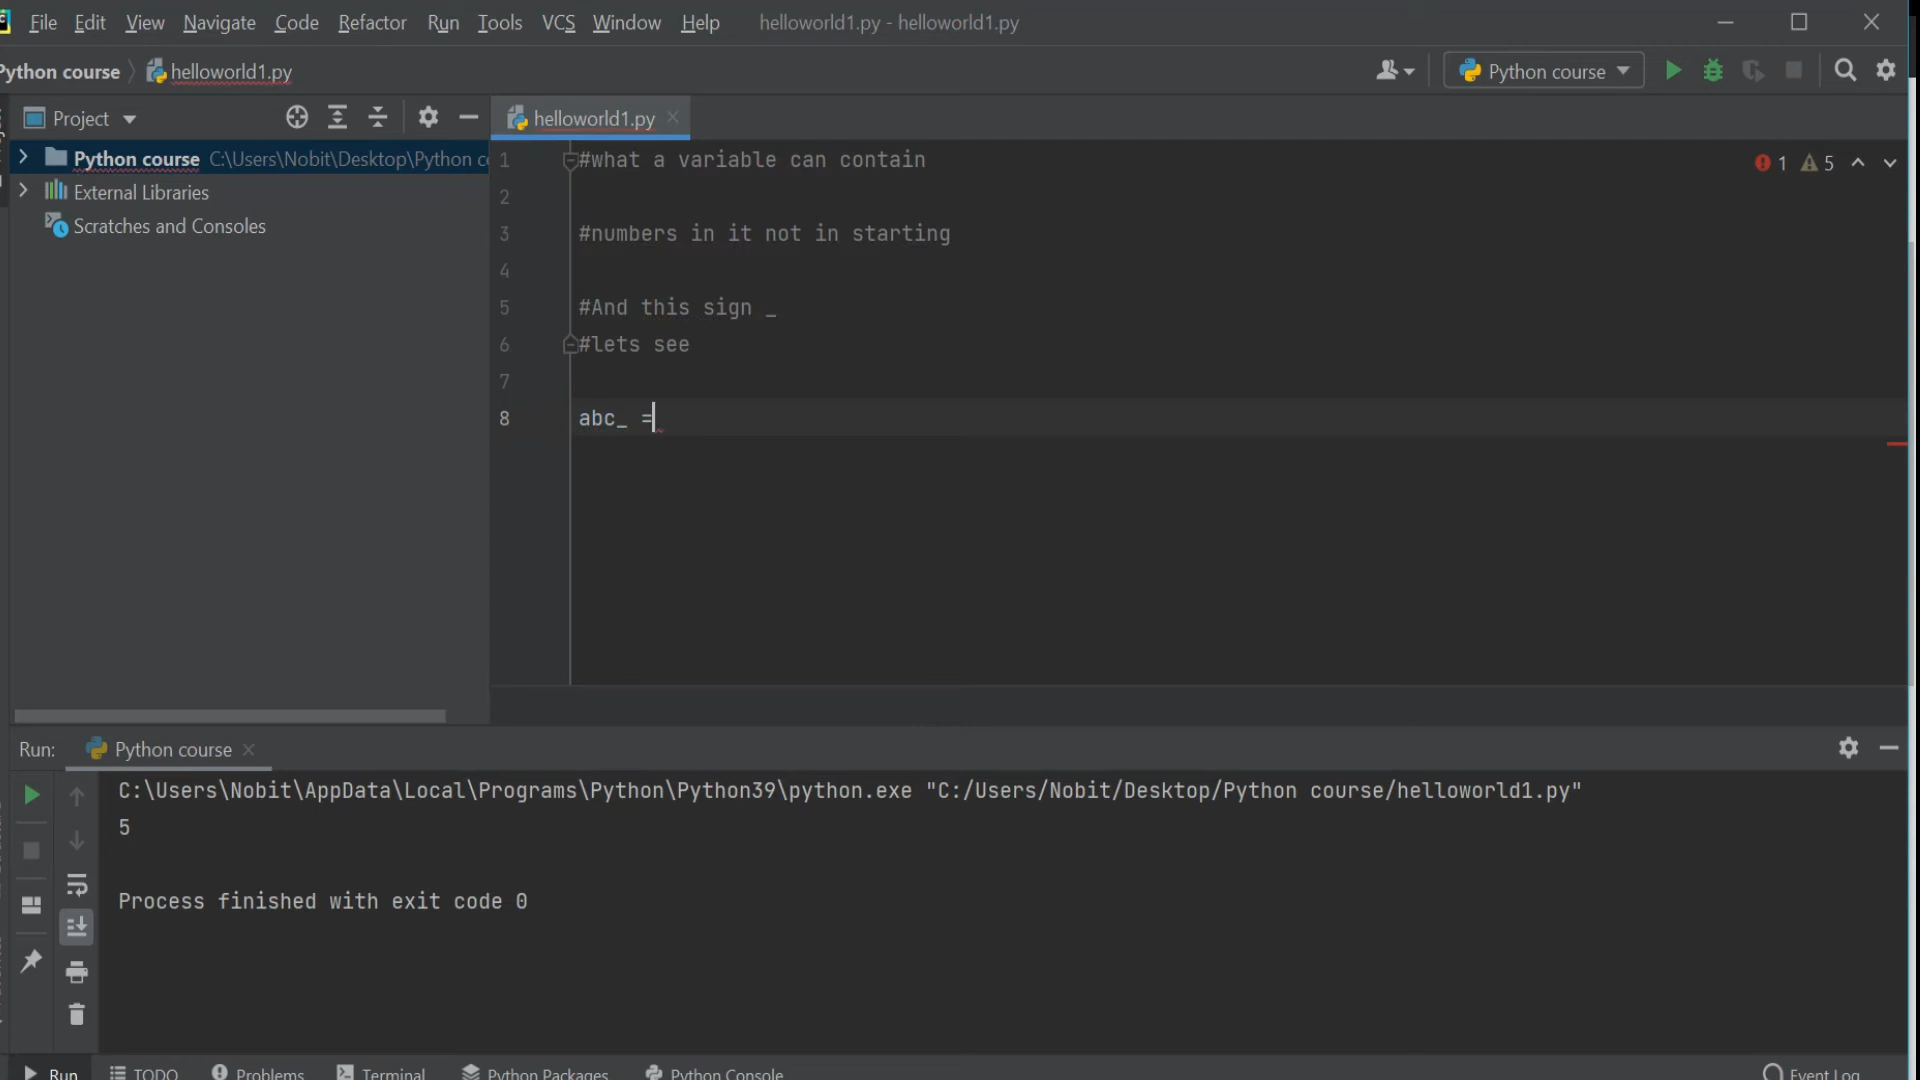 File Edit View Navigate Code Refactor Run Tools VCS Window Help helloworld1.py - helloworld1.py
Python course helloworld1.py Python course
Project helloworld1.py
Python course C:\Users\Nobit\Desktop\Python
External Libraries
Scratches and Consoles
1 #what a variable can contain 1 5
2
3 #numbers in it not in starting
4
5 #And this sign _
6 #lets see
7
8 abc_ =
Run: Python course
C:\Users\Nobit\AppData\Local\Programs\Python\Python39\python.exe "C:/Users/Nobit/Desktop/Python course/helloworld1.py"
5
Process finished with exit code 0
Run TODO Problems Terminal Python Packages Python Console Event Log